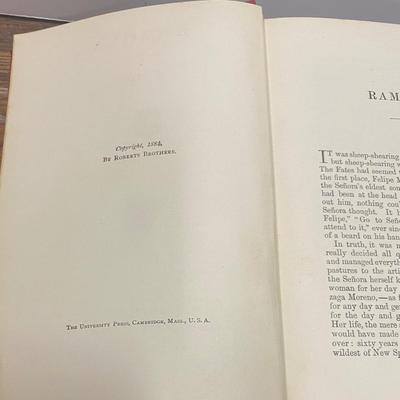 Copyright, 1884,
By Roberts Brothers.
The University Press, Cambridge, Mass., U. S. A.
RAM
It was sheep-shearing
but sheep-shearing w
The Fates had seemed
the first place, Felipe M
the Señora's eldest son
had been at the head
out him, nothing coul
Señora thought. It h
Felipe," "Go to Señ
attend to it," ever sinc
of a beard on his han
In truth, it was n
really decided all q
and managed everyth
pastures to the arti
the Señora herself k
woman for her day
zaga Moreno,—as f
for any day and ge
for the day and ge
Her life, the mere
would have made
over: sixty years
wildest of New Sp